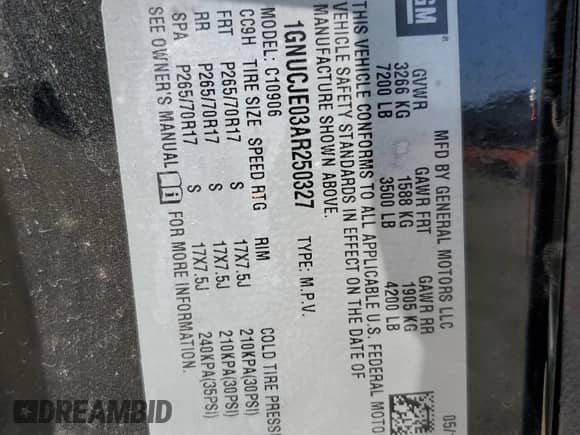 GM ®
MFD BY GENERAL MOTORS LLC
05/
GVWR GAWR FRT GAWR RR
3266 KG 1588 KG 1905 KG
7200 LB 3500 LB 4200 LB
THIS VEHICLE CONFORMS TO ALL APPLICABLE U.S. FEDERAL MOTO
VEHICLE SAFETY STANDARDS IN EFFECT ON THE DATE OF
MANUFACTURE SHOWN ABOVE.
1GNUCJE03AR250327 TYPE: M.P.V.
MODEL: C10906
CC9H TIRE SIZE SPEED RTG RIM COLD TIRE PRESS
FRT P265/70R17 S 17X7.5J 210KPA(30PSI)
RR P265/70R17 S 17X7.5J 210KPA(30PSI)
SPA P265/70R17 S 17X7.5J 240KPA(35PSI)
SEE OWNER'S MANUAL i FOR MORE INFORMATION.
DREAMBID